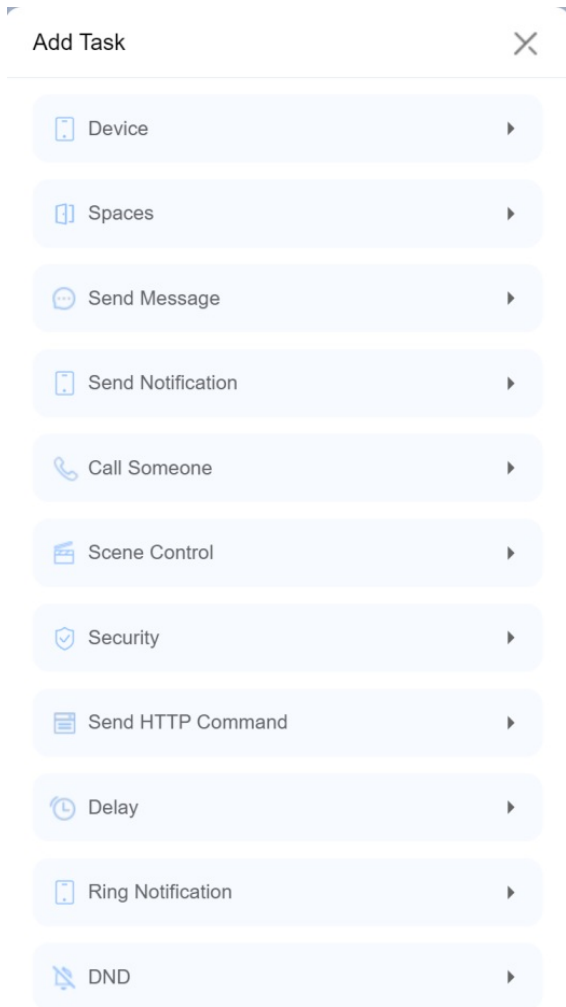 Add Task
Device
Spaces
Send Message
Send Notification
Call Someone
Scene Control
Security
Send HTTP Command
Delay
Ring Notification
DND